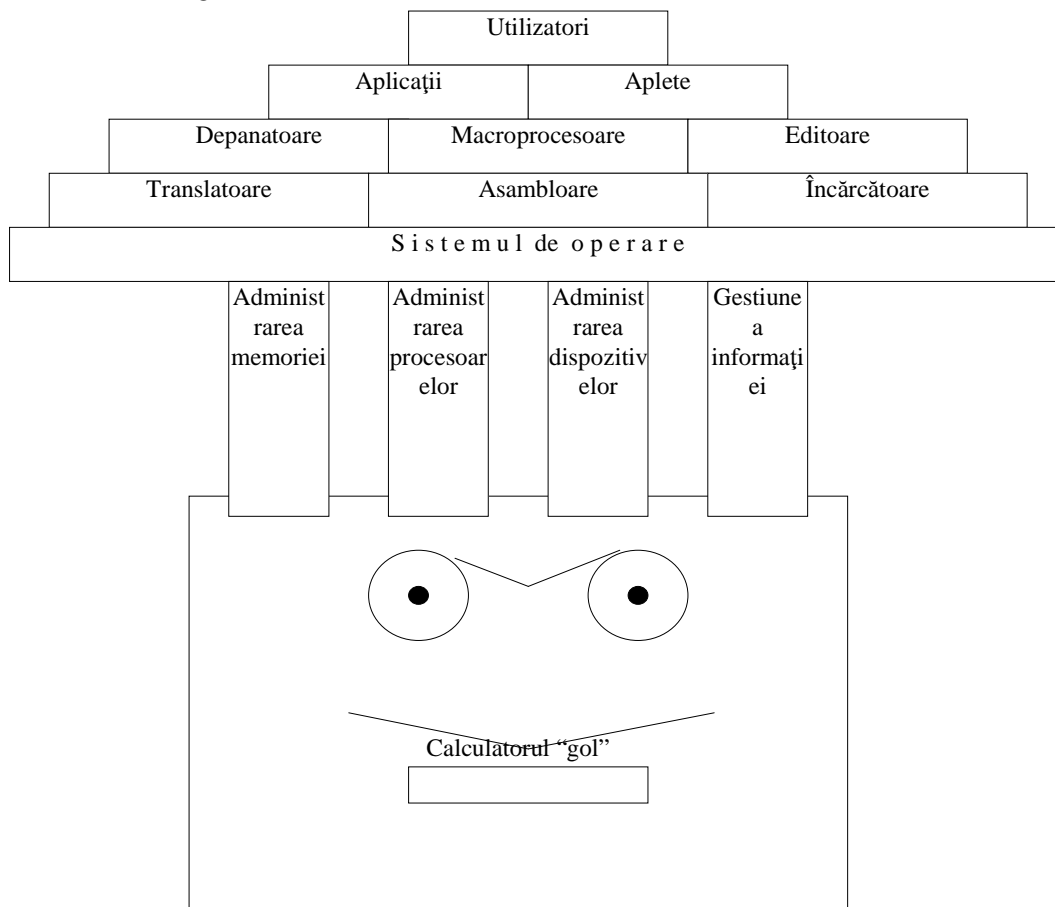 Utilizatori
Aplicaţii Aplete
Depanatoare Macroprocesoare Editoare
Translatoare Asambloare Încărcătoare
S i s t e m u l de o p e r a r e
Administ
rarea
memoriei
Administ
rarea
procesoar
elor
Administ
rarea
dispozitiv
elor
Gestiune
a
informaţi
ei
Calculatorul “gol”